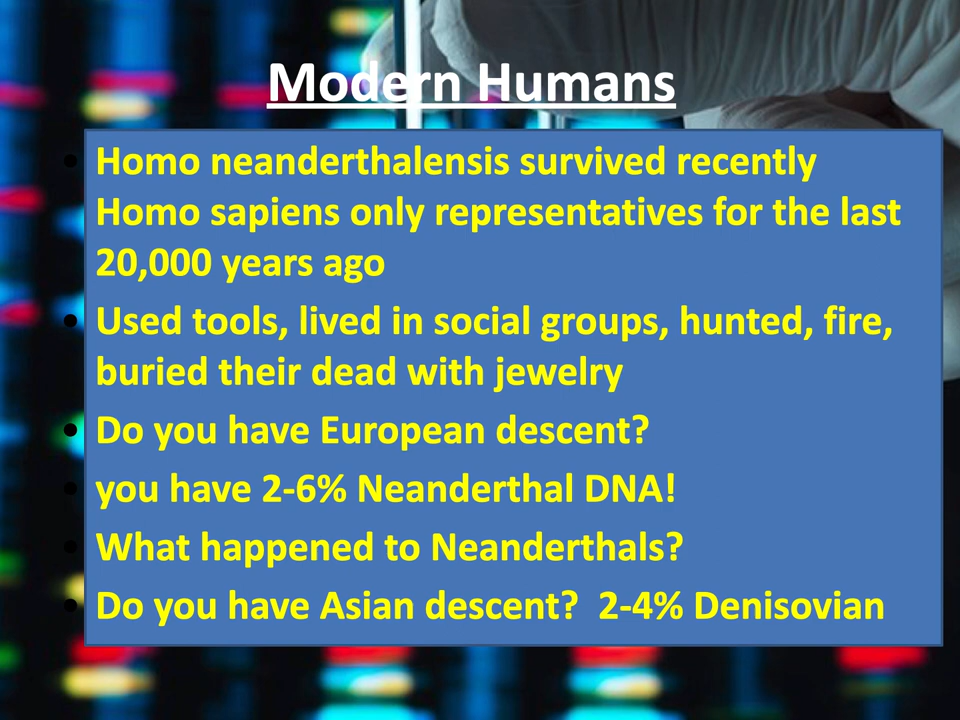 Modern Humans
• Homo neanderthalensis survived recently
Homo sapiens only representatives for the last
20,000 years ago
• Used tools, lived in social groups, hunted, fire,
buried their dead with jewelry
• Do you have European descent?
• you have 2-6% Neanderthal DNA!
• What happened to Neanderthals?
• Do you have Asian descent?  2-4% Denisovian